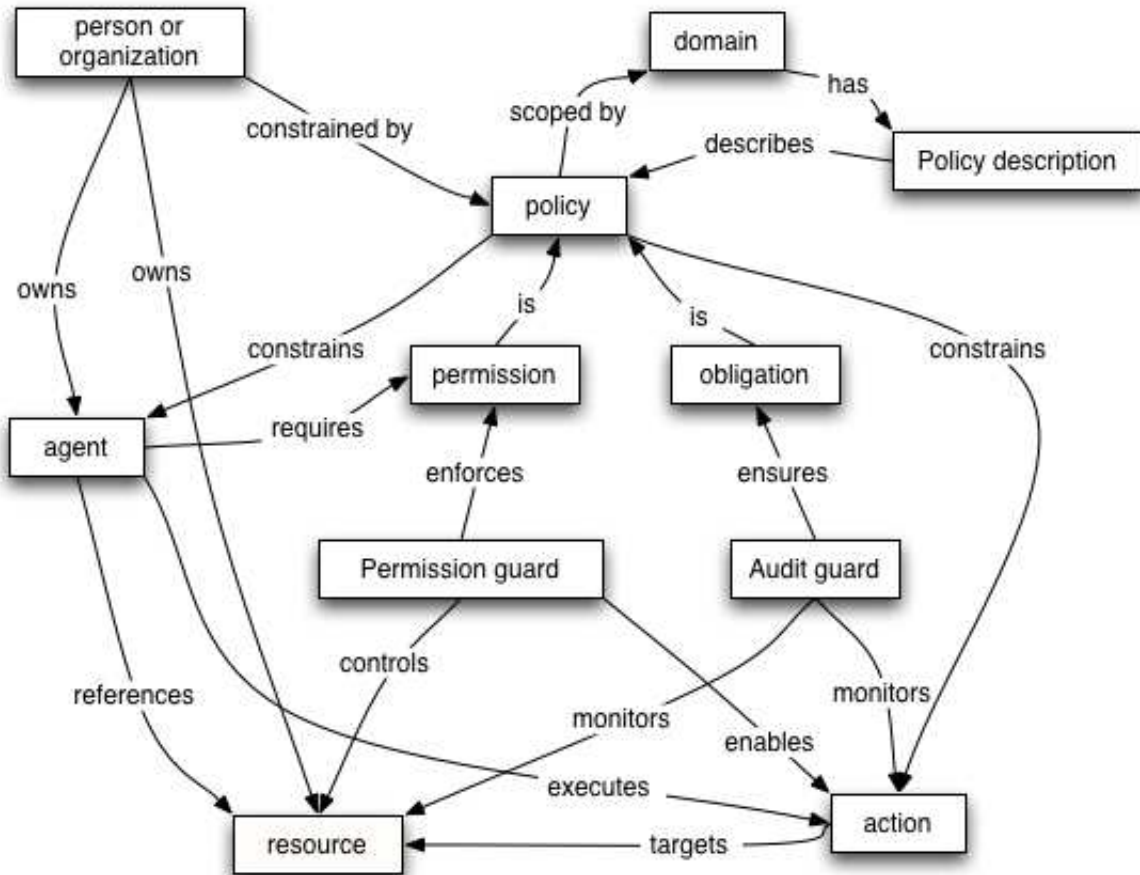 person or
organization
domain
has
scoped by
constrained by
describes
Policy description
policy
owns
owns
is
is
constrains
constrains
permission
obligation
requires
agent
enforces
ensures
Permission guard
Audit guard
controls
references
monitors
monitors
enables
executes
action
resource
targets